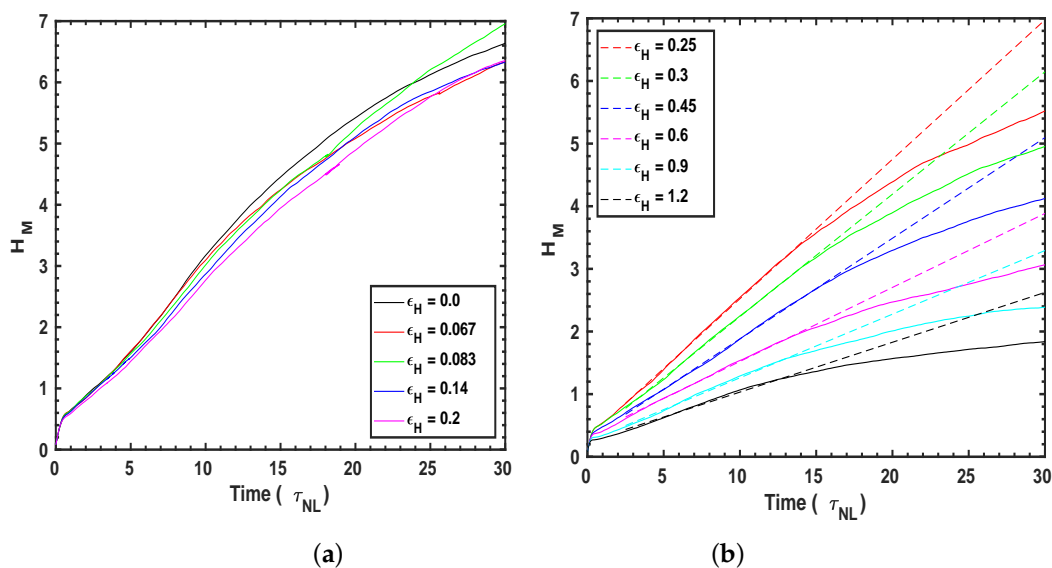 7
6
5
4
3
2
1
0
H_M
0 5 10 15 20 25 30
Time ( τ_NL)
ϵ_H = 0.0
ϵ_H = 0.067
ϵ_H = 0.083
ϵ_H = 0.14
ϵ_H = 0.2
(a)
7
6
5
4
3
2
1
0
H_M
0 5 10 15 20 25 30
Time ( τ_NL)
ϵ_H = 0.25
ϵ_H = 0.3
ϵ_H = 0.45
ϵ_H = 0.6
ϵ_H = 0.9
ϵ_H = 1.2
(b)